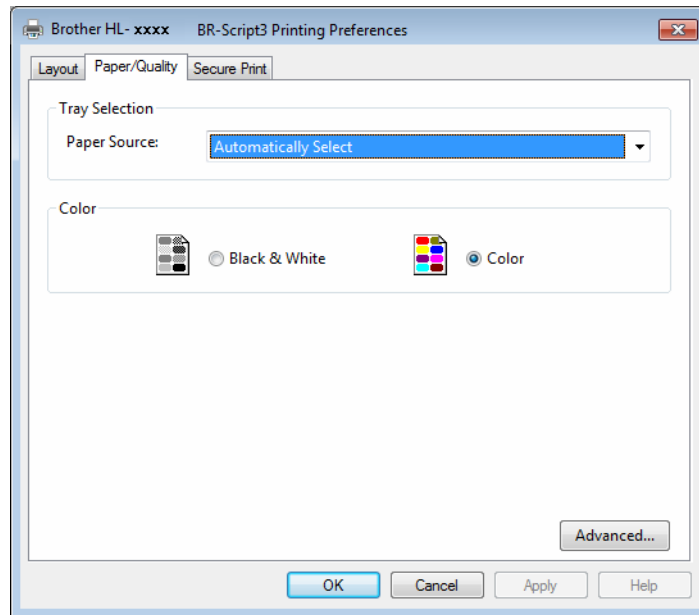 Brother HL- xxxx BR-Script3 Printing Preferences
Layout Paper/Quality Secure Print
Tray Selection
Paper Source: Automatically Select
Color
Black & White Color
Advanced...
OK Cancel Apply Help